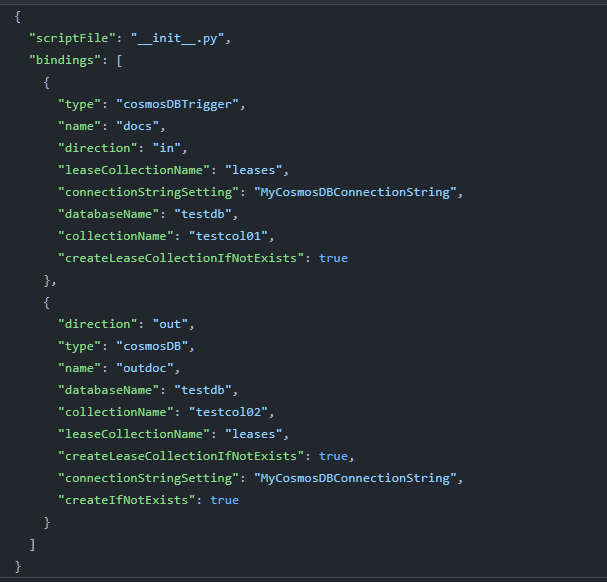 {
  "scriptFile": "__init__.py",
  "bindings": [
    {
      "type": "cosmosDBTrigger",
      "name": "docs",
      "direction": "in",
      "leaseCollectionName": "leases",
      "connectionStringSetting": "MyCosmosDBConnectionString",
      "databaseName": "testdb",
      "collectionName": "testcol01",
      "createLeaseCollectionIfNotExists": true
    },
    {
      "direction": "out",
      "type": "cosmosDB",
      "name": "outdoc",
      "databaseName": "testdb",
      "collectionName": "testcol02",
      "leaseCollectionName": "leases",
      "createLeaseCollectionIfNotExists": true,
      "connectionStringSetting": "MyCosmosDBConnectionString",
      "createIfNotExists": true
    }
  ]
}